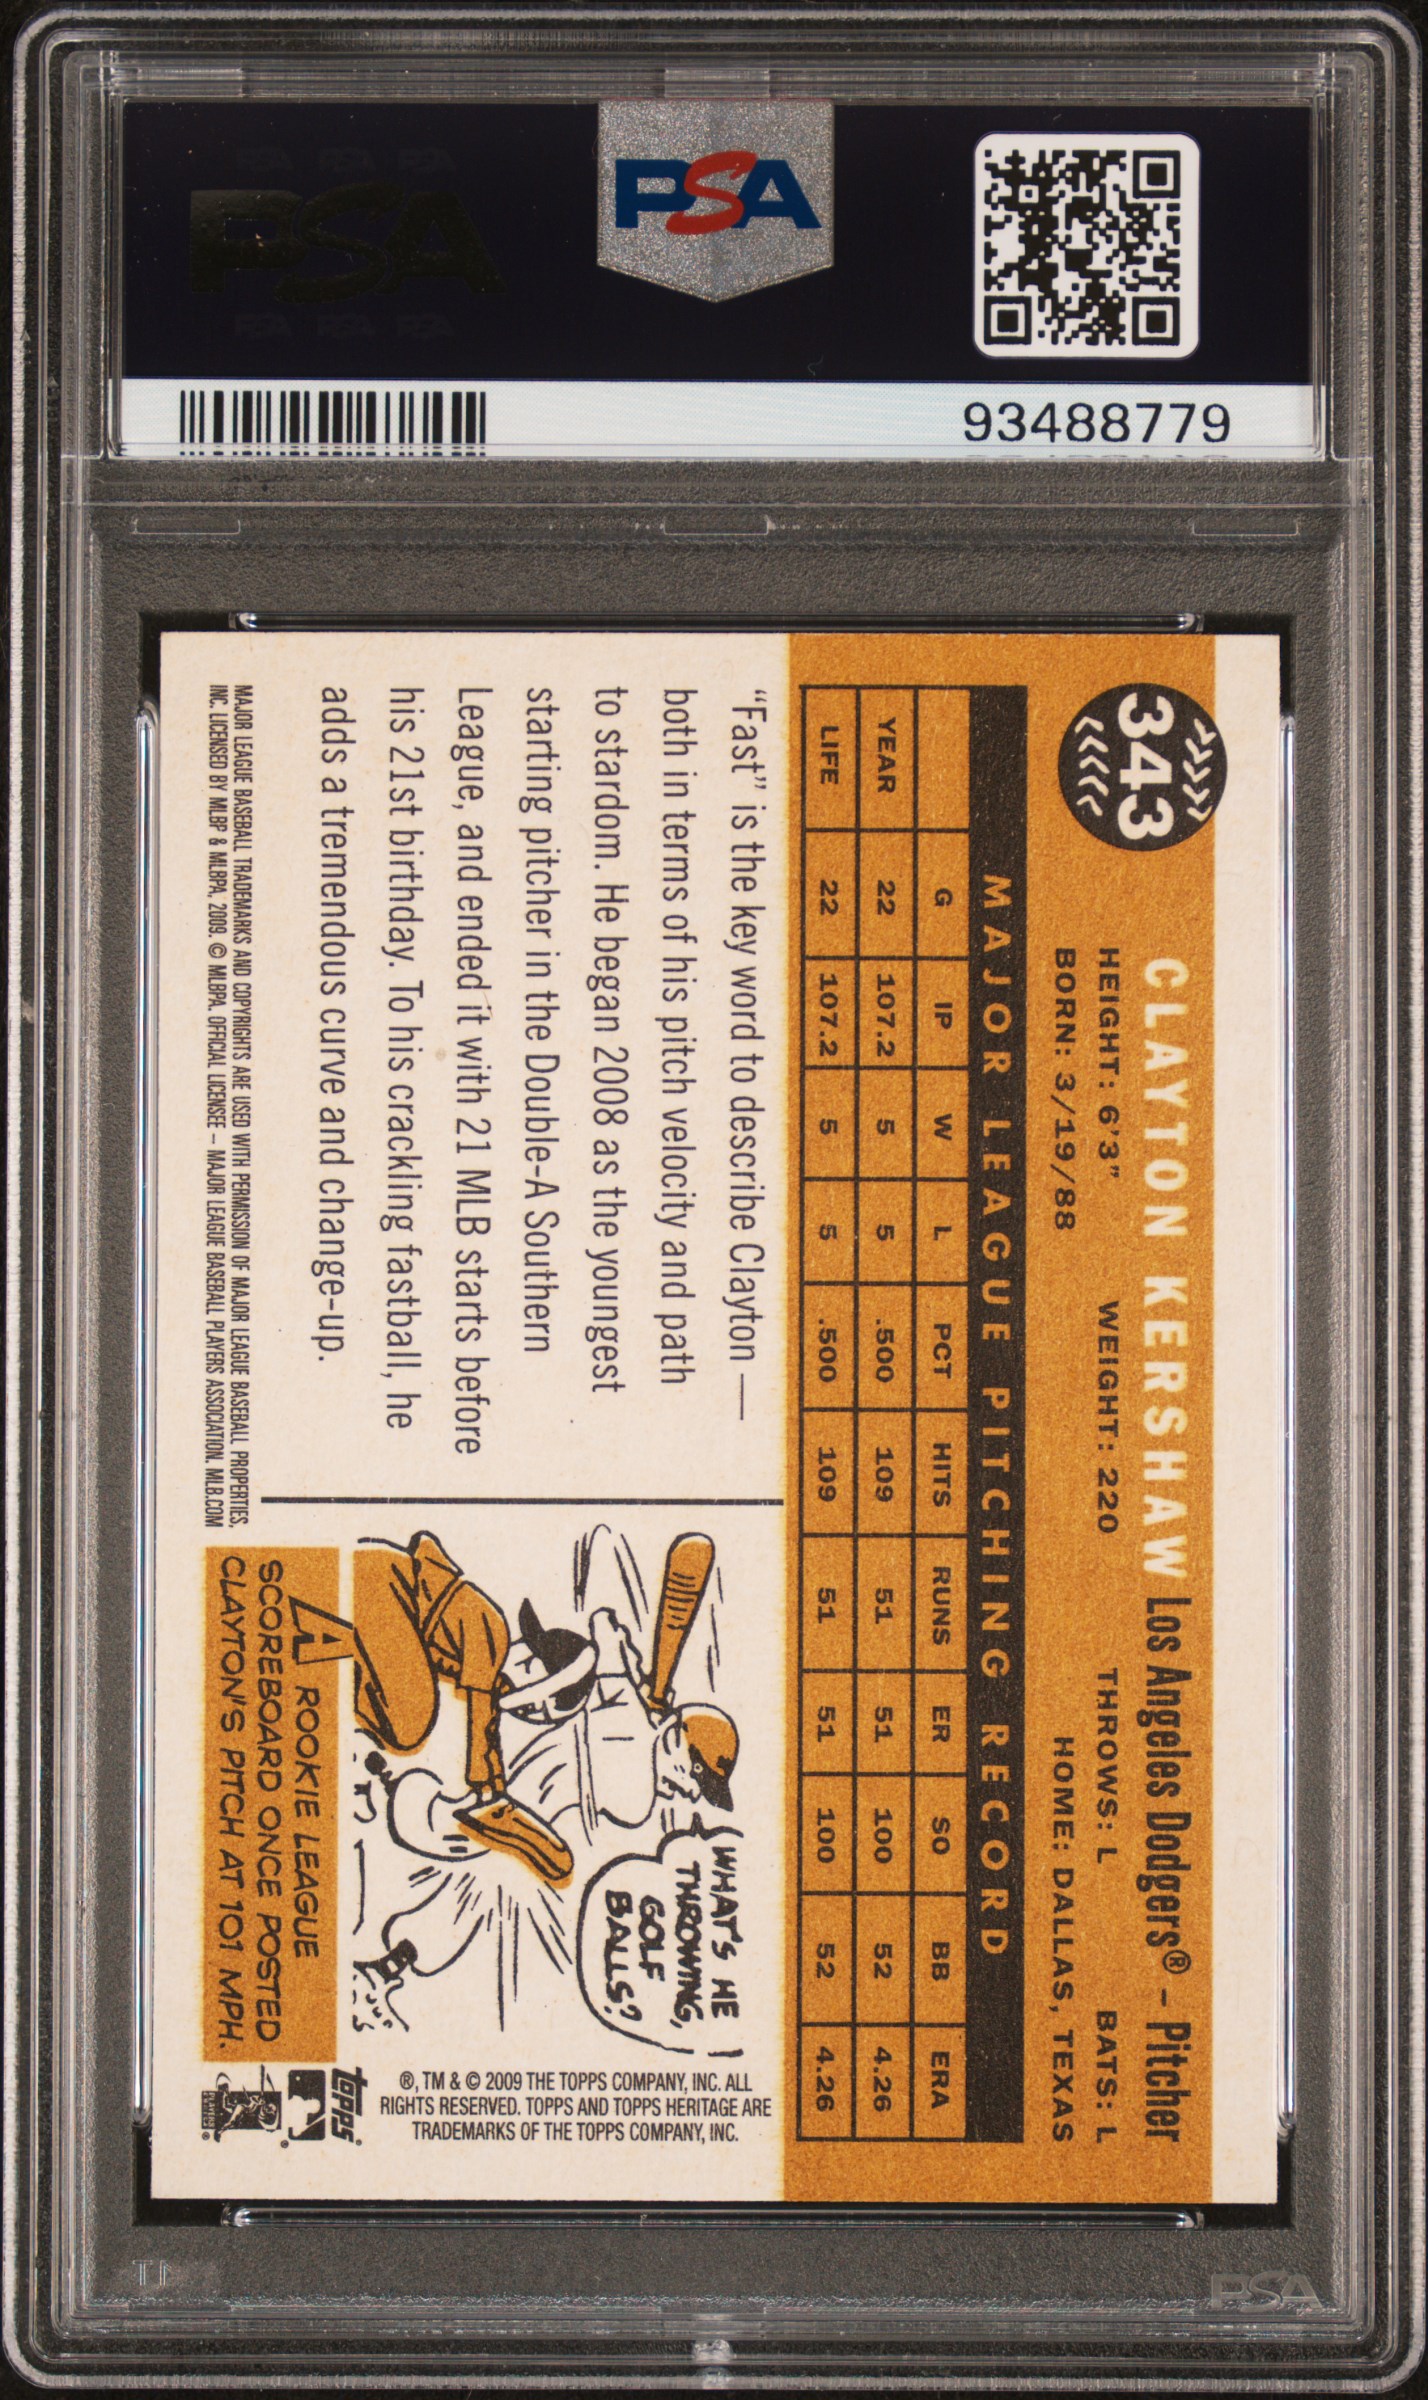 PSA
PSA
PSA PSA PSA
PSA PSA PSA
93488779
343
CLAYTON KERSHAW Los Angeles Dodgers® – Pitcher
HEIGHT: 6'3" WEIGHT: 220 THROWS: L BATS: L
BORN: 3/19/88 HOME: DALLAS, TEXAS
MAJOR LEAGUE PITCHING RECORD
G IP W L PCT HITS RUNS ER SO BB ERA
YEAR 22 107.2 5 5 .500 109 51 51 100 52 4.26
LIFE 22 107.2 5 5 .500 109 51 51 100 52 4.26
“Fast” is the key word to describe Clayton —
both in terms of his pitch velocity and path
to stardom. He began 2008 as the youngest
starting pitcher in the Double-A Southern
League, and ended it with 21 MLB starts before
his 21st birthday. To his crackling fastball, he
adds a tremendous curve and change-up.
MAJOR LEAGUE BASEBALL TRADEMARKS AND COPYRIGHTS ARE USED WITH PERMISSION OF MAJOR LEAGUE BASEBALL PROPERTIES,
INC. LICENSED BY MLBP & MLBPA, 2009. © MLBPA. OFFICIAL LICENSEE – MAJOR LEAGUE BASEBALL PLAYERS ASSOCIATION. MLB.COM
WHAT'S HE
THROWING,
GOLF
BALLS?
A ROOKIE LEAGUE
SCOREBOARD ONCE POSTED
CLAYTON'S PITCH AT 101 MPH.
®, TM & © 2009 THE TOPPS COMPANY, INC. ALL
RIGHTS RESERVED. TOPPS AND TOPPS HERITAGE ARE
TRADEMARKS OF THE TOPPS COMPANY, INC.
topps®
PSA